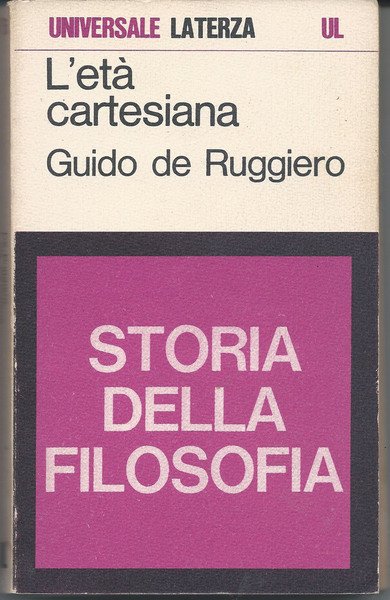 UNIVERSALE LATERZA UL
L'età
cartesiana
Guido de Ruggiero
STORIA
DELLA
FILOSOFIA